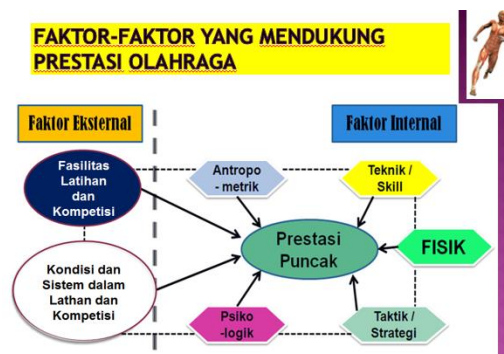 FAKTOR-FAKTOR YANG MENDUKUNG
PRESTASI OLAHRAGA
Faktor Eksternal
Faktor Internal
Fasilitas
Latihan
dan
Kompetisi
Antropo
- metrik
Teknik /
Skill
Prestasi
Puncak
FISIK
Kondisi dan
Sistem dalam
Lathan dan
Kompetisi
Psiko
-logik
Taktik /
Strategi